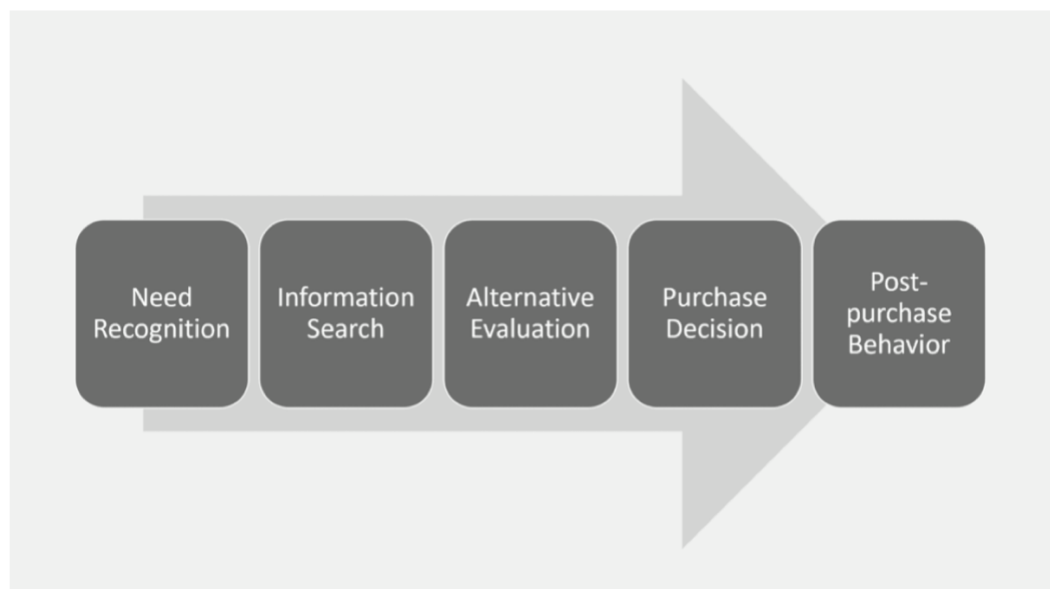 Need
Recognition
Information
Search
Alternative
Evaluation
Purchase
Decision
Post-
purchase
Behavior